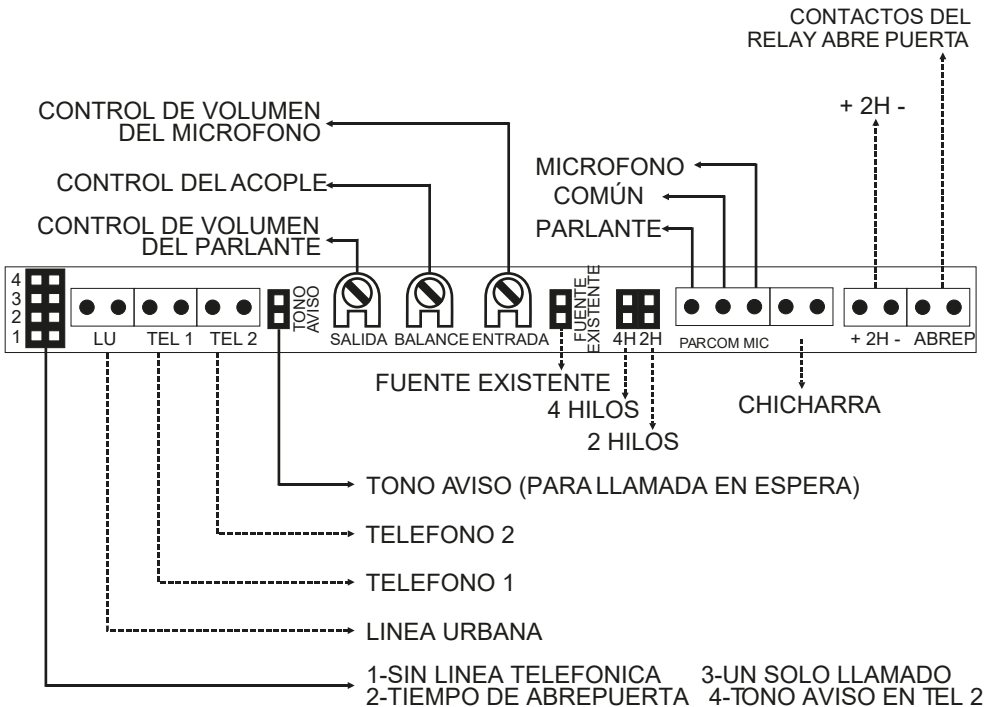 CONTACTOS DEL
RELAY ABRE PUERTA
+ 2H -
CONTROL DE VOLUMEN
DEL MICROFONO
MICROFONO
CONTROL DEL ACOPLE
COMÚN
CONTROL DE VOLUMEN
DEL PARLANTE
PARLANTE
4
3
2
1
LU
TEL 1
TEL 2
TONO
AVISO
SALIDA
BALANCE
ENTRADA
FUENTE
EXISTENTE
4H
2H
PAR
COM
MIC
+ 2H -
ABREP
FUENTE EXISTENTE
4 HILOS
2 HILOS
CHICHARRA
TONO AVISO (PARA LLAMADA EN ESPERA)
TELEFONO 2
TELEFONO 1
LINEA URBANA
1-SIN LINEA TELEFONICA
3-UN SOLO LLAMADO
2-TIEMPO DE ABREPUERTA
4-TONO AVISO EN TEL 2